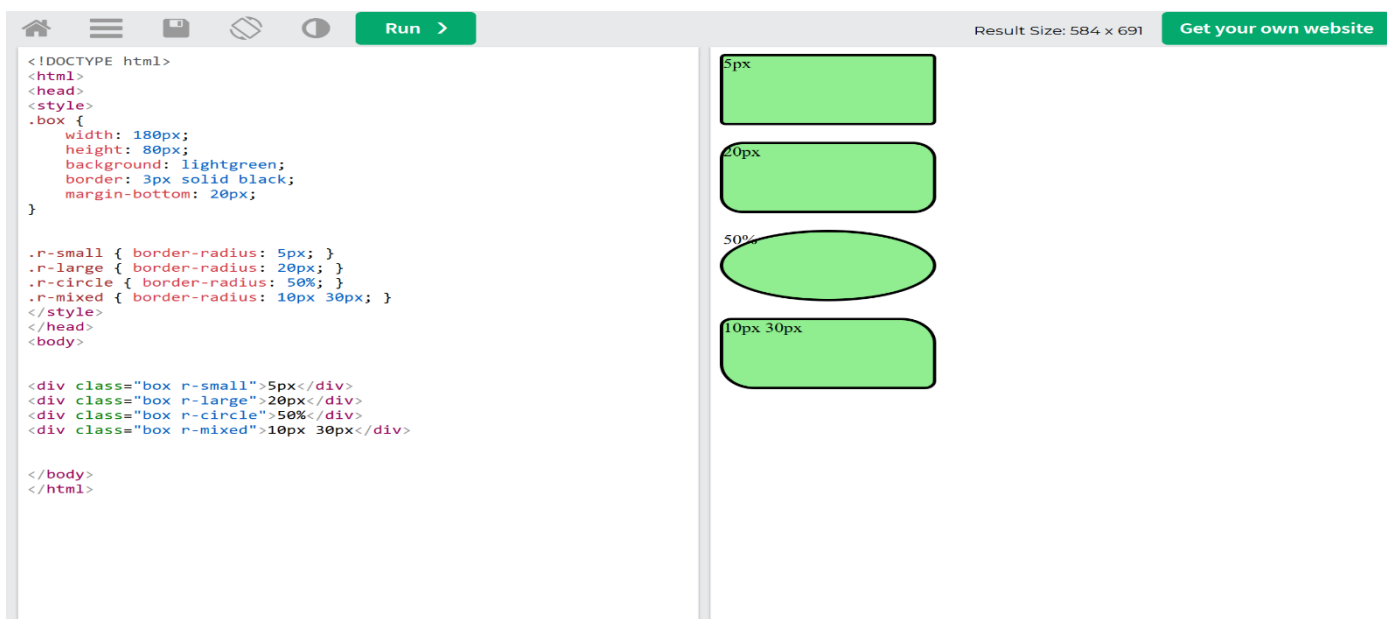 Run ❯
Result Size: 584 x 691
Get your own website
<!DOCTYPE html>
<html>
<head>
<style>
.box {
    width: 180px;
    height: 80px;
    background: lightgreen;
    border: 3px solid black;
    margin-bottom: 20px;
}
.r-small { border-radius: 5px; }
.r-large { border-radius: 20px; }
.r-circle { border-radius: 50%; }
.r-mixed { border-radius: 10px 30px; }
</style>
</head>
<body>
<div class="box r-small">5px</div>
<div class="box r-large">20px</div>
<div class="box r-circle">50%</div>
<div class="box r-mixed">10px 30px</div>
</body>
</html>
5px
20px
50%
10px 30px